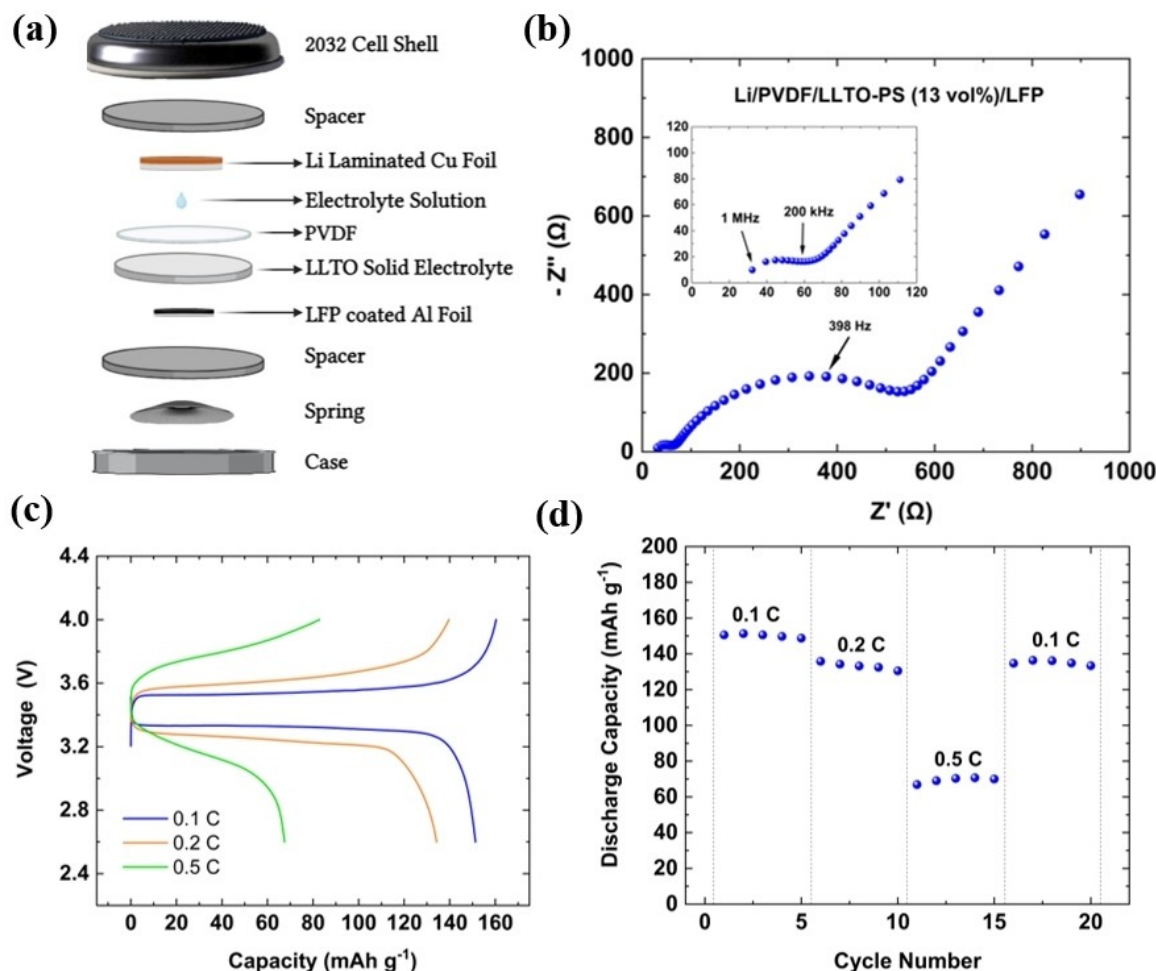 (a)
2032 Cell Shell
Spacer
Li Laminated Cu Foil
Electrolyte Solution
PVDF
LLTO Solid Electrolyte
LFP coated Al Foil
Spacer
Spring
Case
(b)
Li/PVDF/LLTO-PS (13 vol%)/LFP
- Z'' (Ω)
1000
800
600
400
200
0
120
100
80
60
40
20
0
1 MHz
200 kHz
0 20 40 60 80 100 120
398 Hz
200 400 600 800 1000
Z' (Ω)
(c)
Voltage (V)
4.4
4.0
3.6
3.2
2.8
2.4
0.1 C
0.2 C
0.5 C
0 20 40 60 80 100 120 140 160
Capacity (mAh g⁻¹)
(d)
Discharge Capacity (mAh g⁻¹)
200
180
160
140
120
100
80
60
40
20
0
0.1 C
0.2 C
0.5 C
0.1 C
0 5 10 15 20
Cycle Number